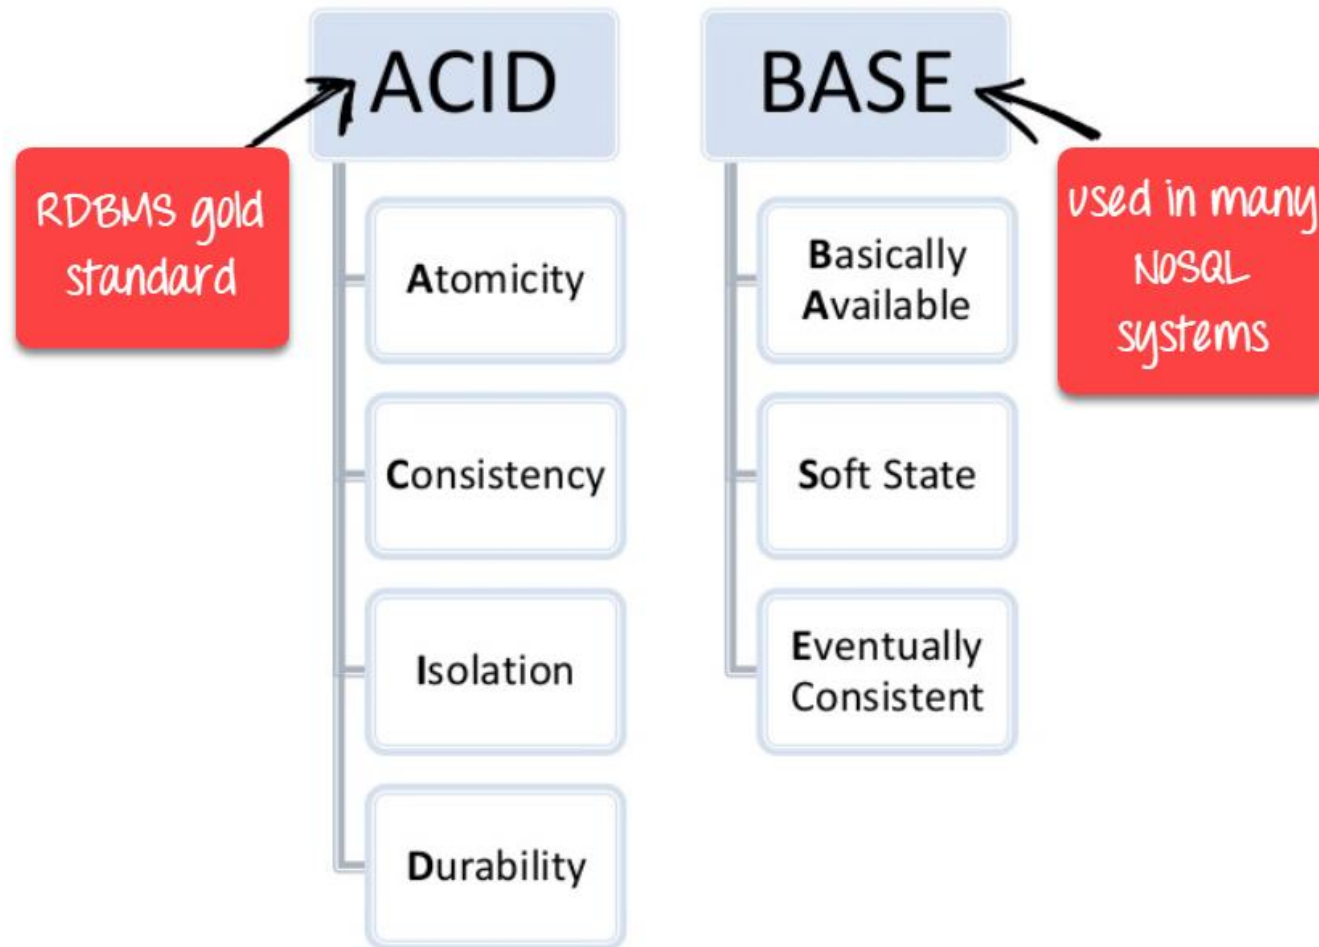 ACID
RDBMS gold
standard
Atomicity
Consistency
Isolation
Durability
BASE
used in many
NOSQL
systems
Basically
Available
Soft State
Eventually
Consistent